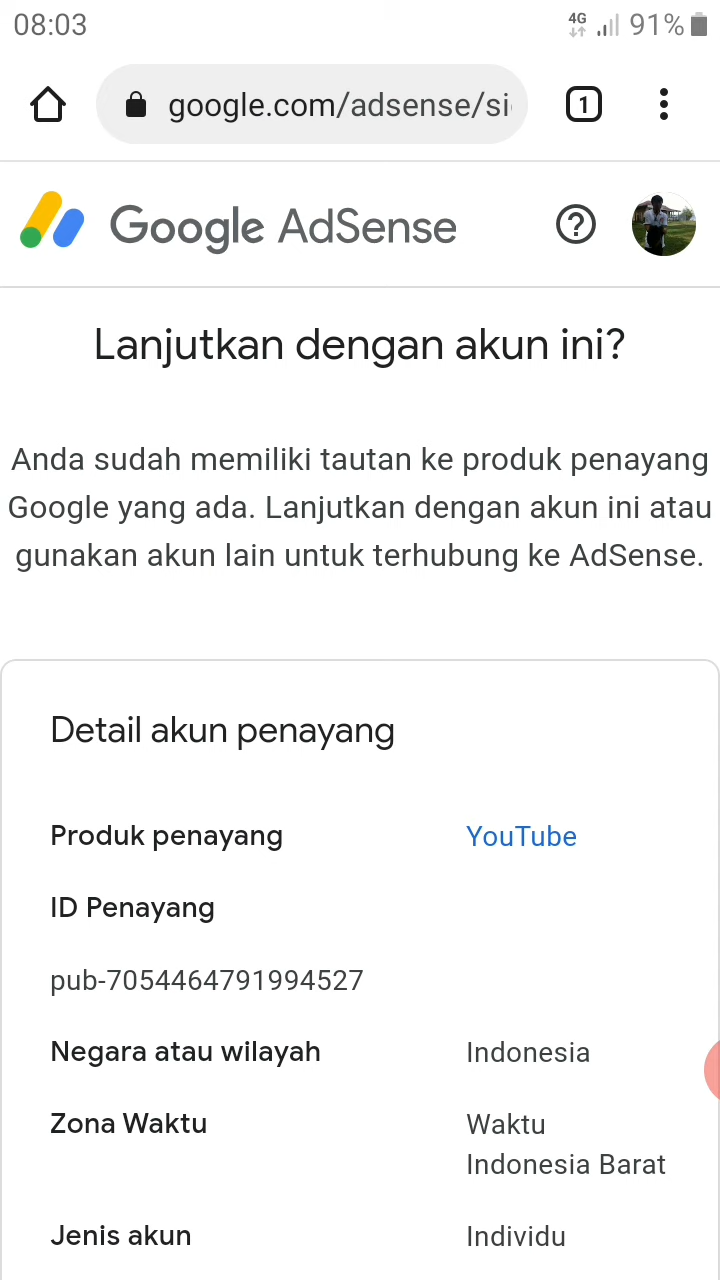 08:03
4G
91%
google.com/adsense/si
1
Google AdSense
Lanjutkan dengan akun ini?
Anda sudah memiliki tautan ke produk penayang
Google yang ada. Lanjutkan dengan akun ini atau
gunakan akun lain untuk terhubung ke AdSense.
Detail akun penayang
Produk penayang YouTube
ID Penayang
pub-7054464791994527
Negara atau wilayah Indonesia
Zona Waktu Waktu
Indonesia Barat
Jenis akun Individu